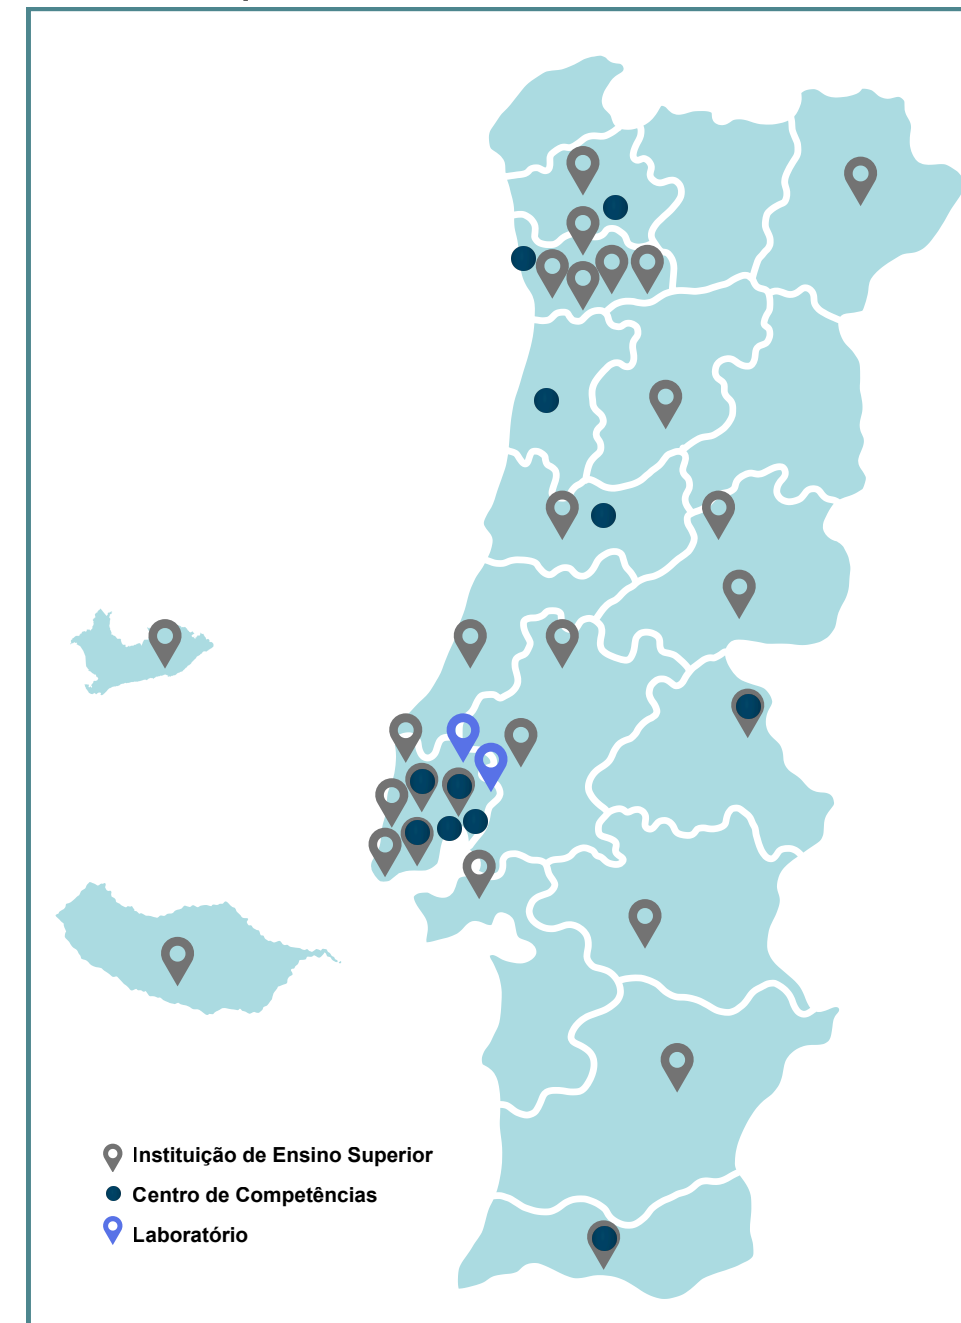 Instituição de Ensino Superior
Centro de Competências
Laboratório